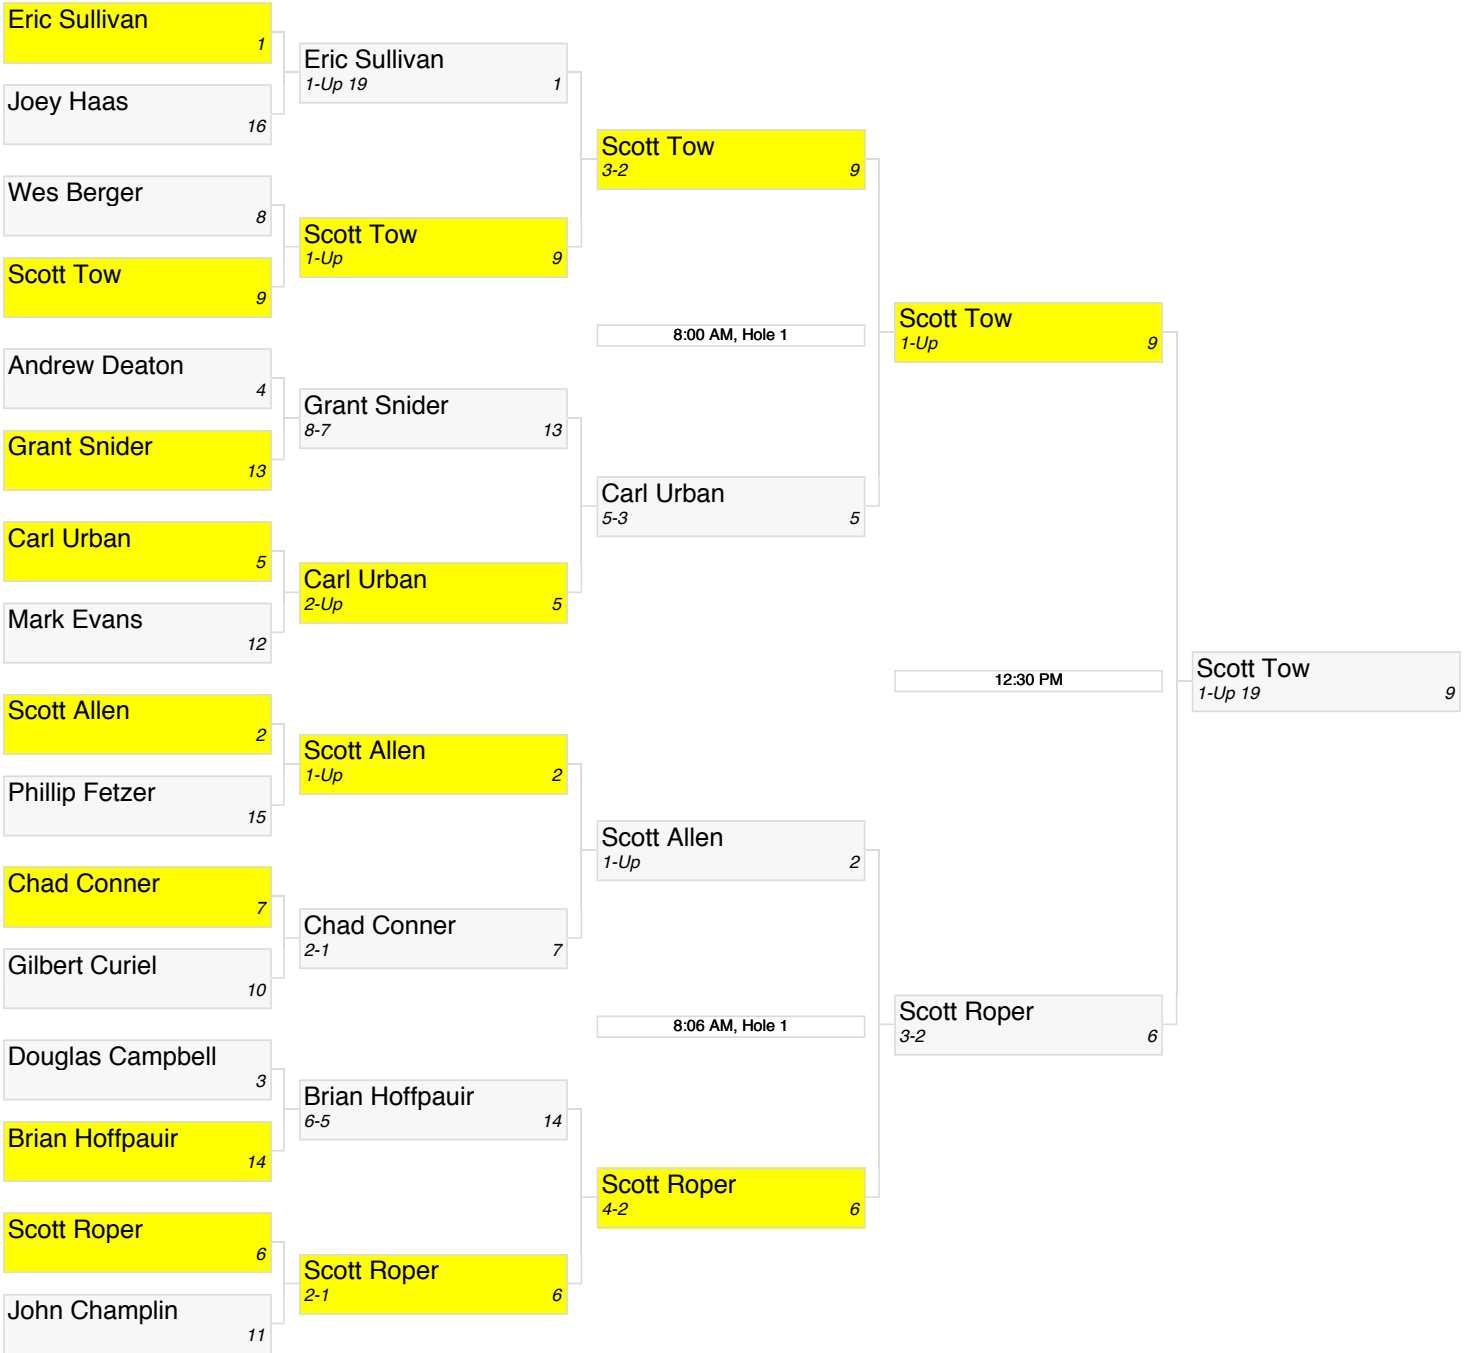 Eric Sullivan
1
Joey Haas
16
Wes Berger
8
Scott Tow
9
Andrew Deaton
4
Grant Snider
13
Carl Urban
5
Mark Evans
12
Scott Allen
2
Phillip Fetzer
15
Chad Conner
7
Gilbert Curiel
10
Douglas Campbell
3
Brian Hoffpauir
14
Scott Roper
6
John Champlin
11
Eric Sullivan
1-Up 19 1
Scott Tow
1-Up 9
Grant Snider
8-7 13
Carl Urban
2-Up 5
Scott Allen
1-Up 2
Chad Conner
2-1 7
Brian Hoffpauir
6-5 14
Scott Roper
2-1 6
Scott Tow
3-2 9
8:00 AM, Hole 1
Carl Urban
5-3 5
Scott Allen
1-Up 2
8:06 AM, Hole 1
Scott Roper
4-2 6
Scott Tow
1-Up 9
12:30 PM
Scott Roper
3-2 6
Scott Tow
1-Up 19 9